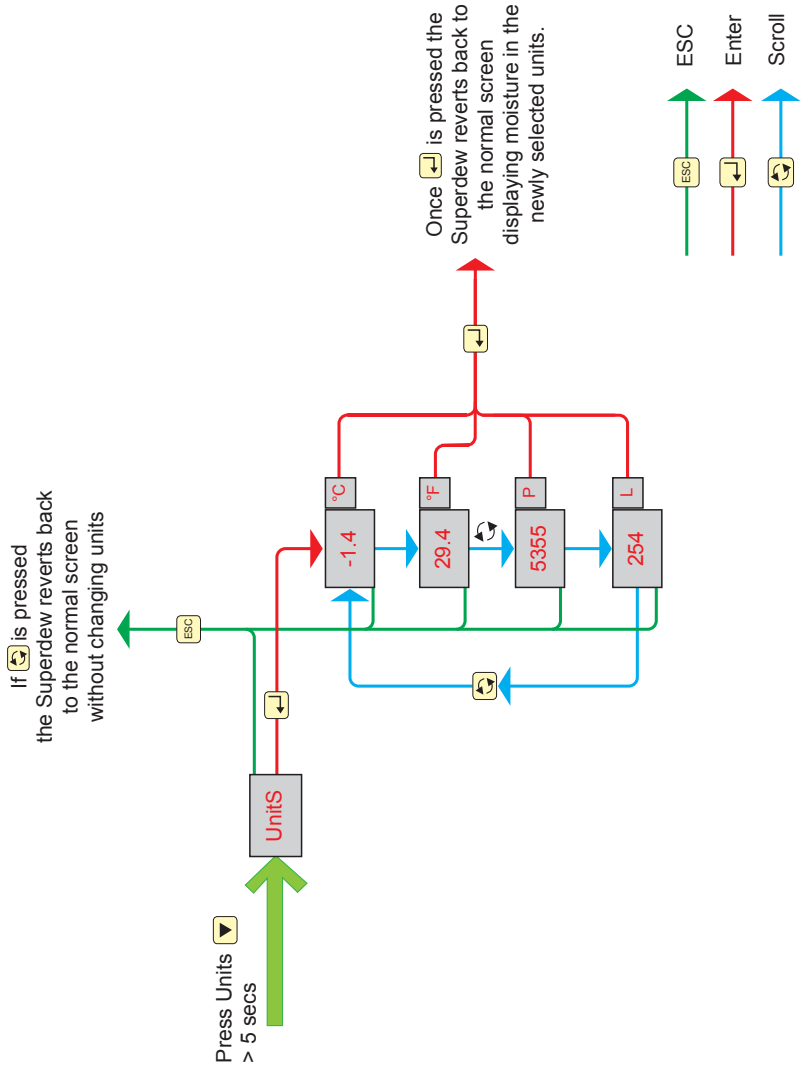 If is pressed
the Superdew reverts back
to the normal screen
without changing units
ESC
Press Units
> 5 secs
UnitS
-1.4 °C
29.4 °F
5355 P
254 L
Once is pressed the
Superdew reverts back to
the normal screen
displaying moisture in the
newly selected units.
ESC ESC
Enter
Scroll